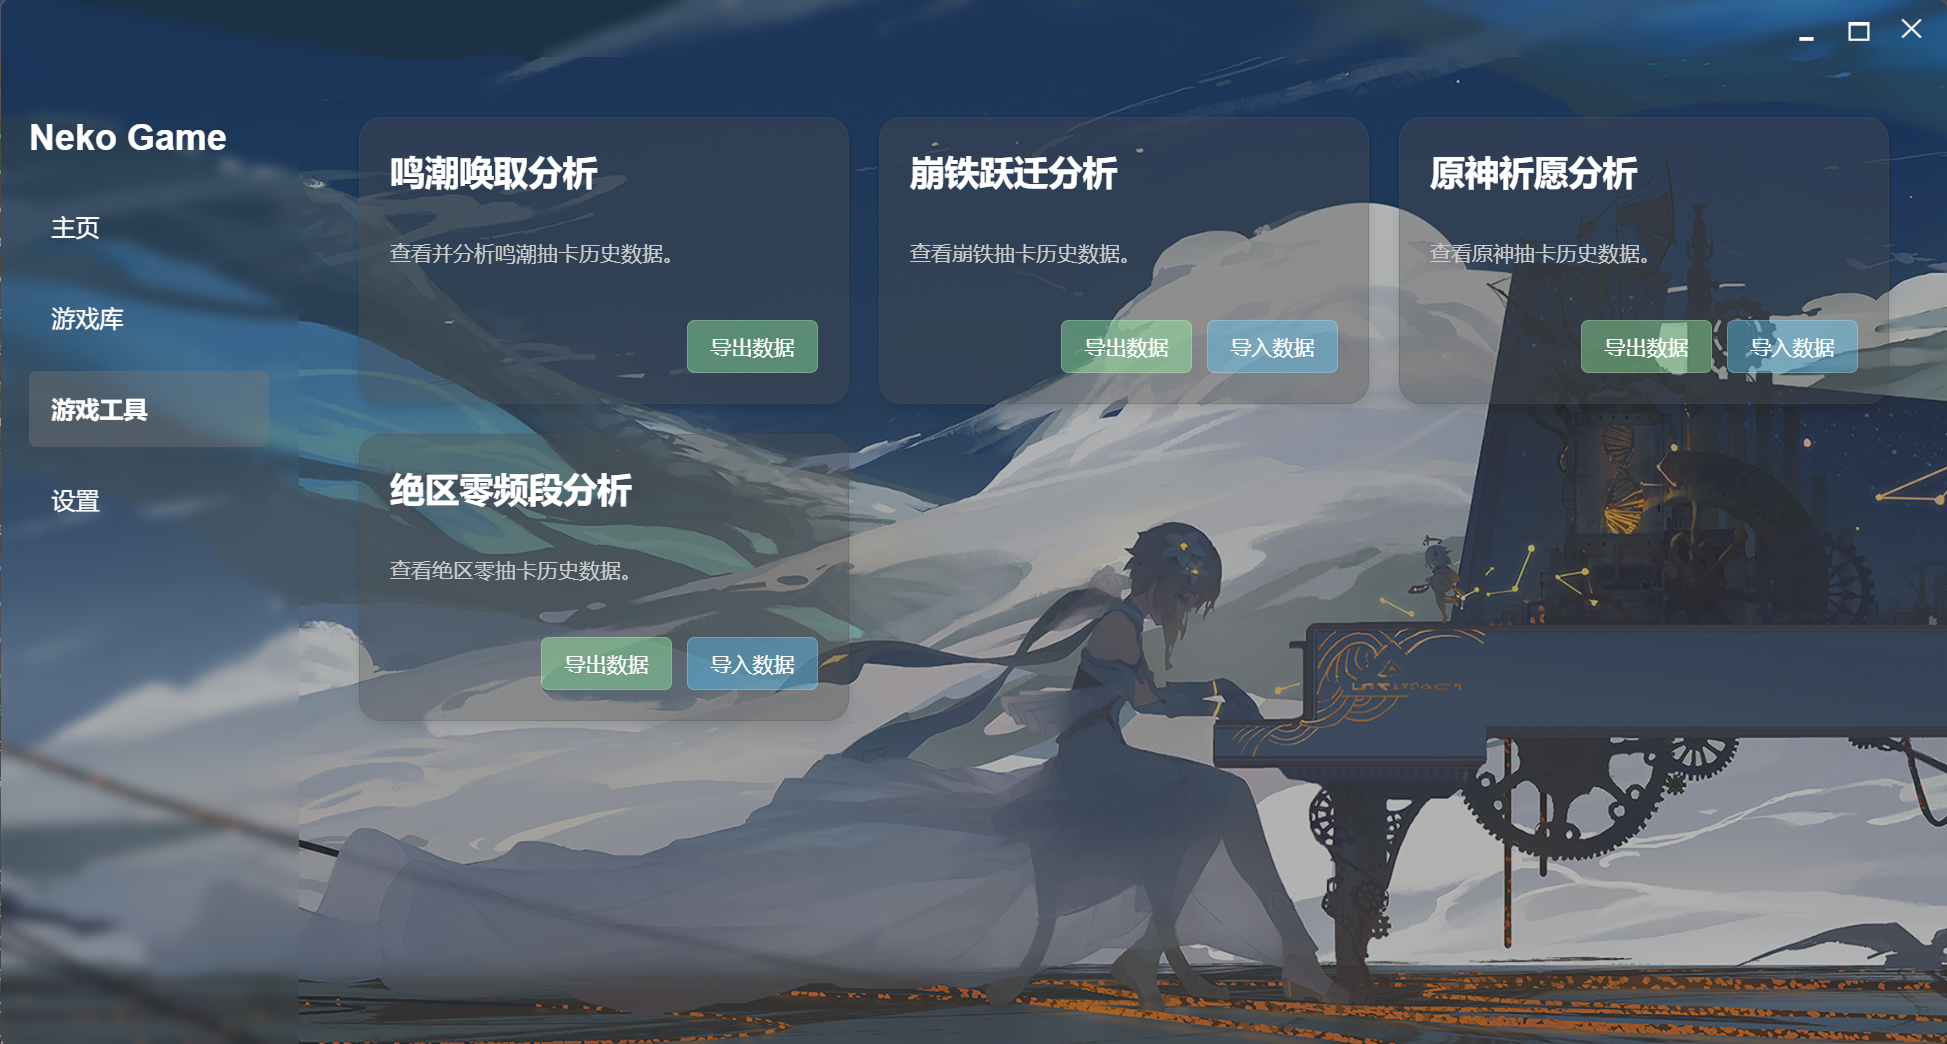 Neko Game
主页
游戏库
游戏工具
设置
鸣潮唤取分析
查看并分析鸣潮抽卡历史数据。
导出数据
崩铁跃迁分析
查看崩铁抽卡历史数据。
导出数据 导入数据
原神祈愿分析
查看原神抽卡历史数据。
导出数据 导入数据
绝区零频段分析
查看绝区零抽卡历史数据。
导出数据 导入数据